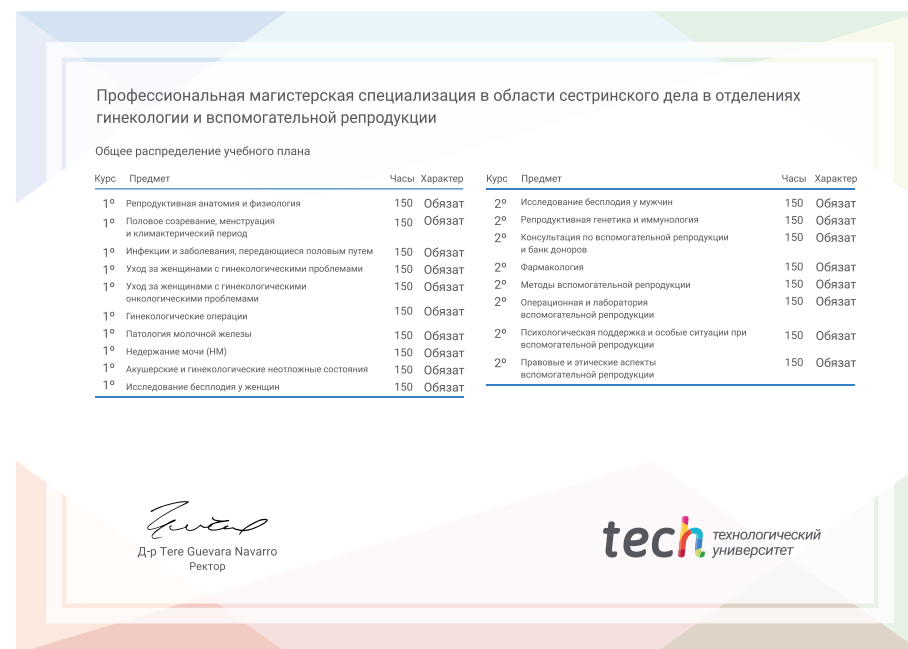 Профессиональная магистерская специализация в области сестринского дела в отделениях
гинекологии и вспомогательной репродукции
Общее распределение учебного плана
Курс Предмет Часы Характер
1º Репродуктивная анатомия и физиология 150 Обязат
1º Половое созревание, менструация 150 Обязат
и климактерический период
1º Инфекции и заболевания, передающиеся половым путем 150 Обязат
1º Уход за женщинами с гинекологическими проблемами 150 Обязат
1º Уход за женщинами с гинекологическими 150 Обязат
онкологическими проблемами
1º Гинекологические операции 150 Обязат
1º Патология молочной железы 150 Обязат
1º Недержание мочи (НМ) 150 Обязат
1º Акушерские и гинекологические неотложные состояния 150 Обязат
1º Исследование бесплодия у женщин 150 Обязат
Курс Предмет Часы Характер
2º Исследование бесплодия у мужчин 150 Обязат
2º Репродуктивная генетика и иммунология 150 Обязат
2º Консультация по вспомогательной репродукции 150 Обязат
и банк доноров
2º Фармакология 150 Обязат
2º Методы вспомогательной репродукции 150 Обязат
2º Операционная и лаборатория 150 Обязат
вспомогательной репродукции
2º Психологическая поддержка и особые ситуации при 150 Обязат
вспомогательной репродукции
2º Правовые и этические аспекты 150 Обязат
вспомогательной репродукции
Д-р Tere Guevara Navarro
Ректор
tech технологический
университет